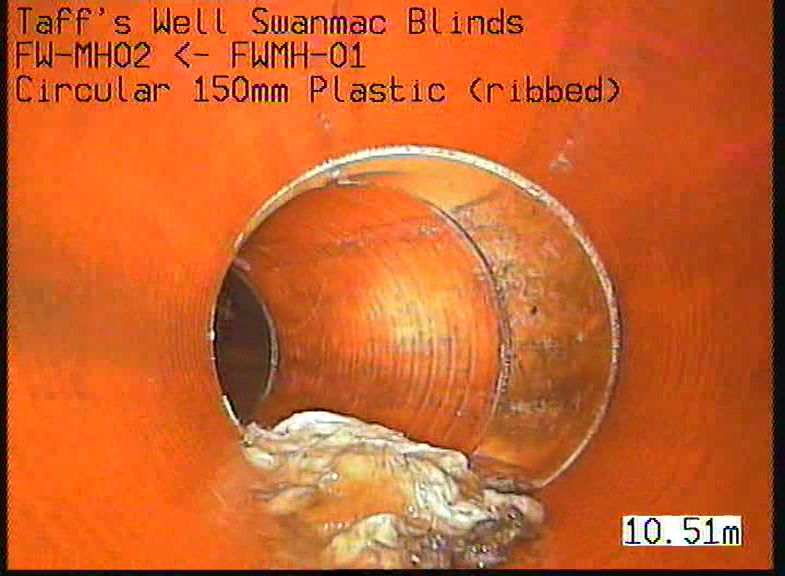 Taff's Well Swanmac Blinds
FW-MH02 <- FWMH-01
Circular 150mm Plastic (ribbed)
10.51m